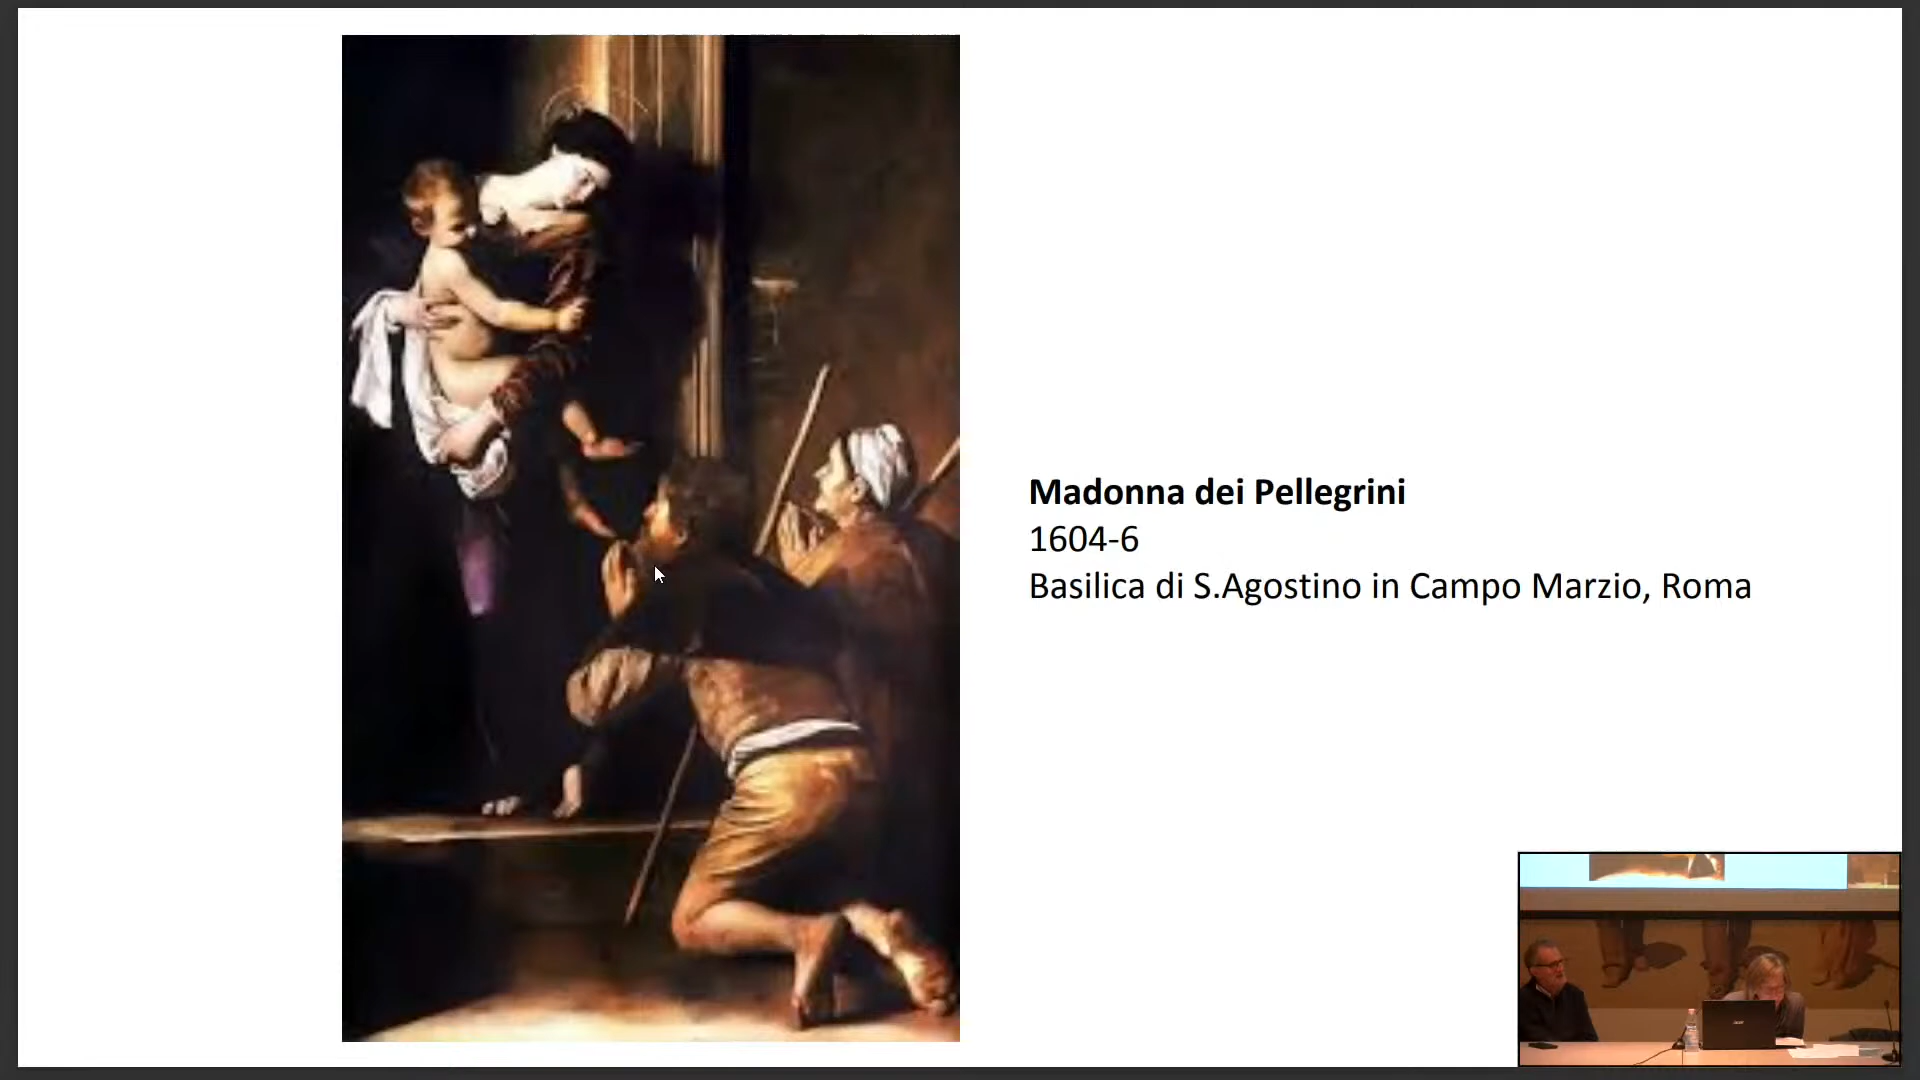 Madonna dei Pellegrini
1604-6
Basilica di S.Agostino in Campo Marzio, Roma